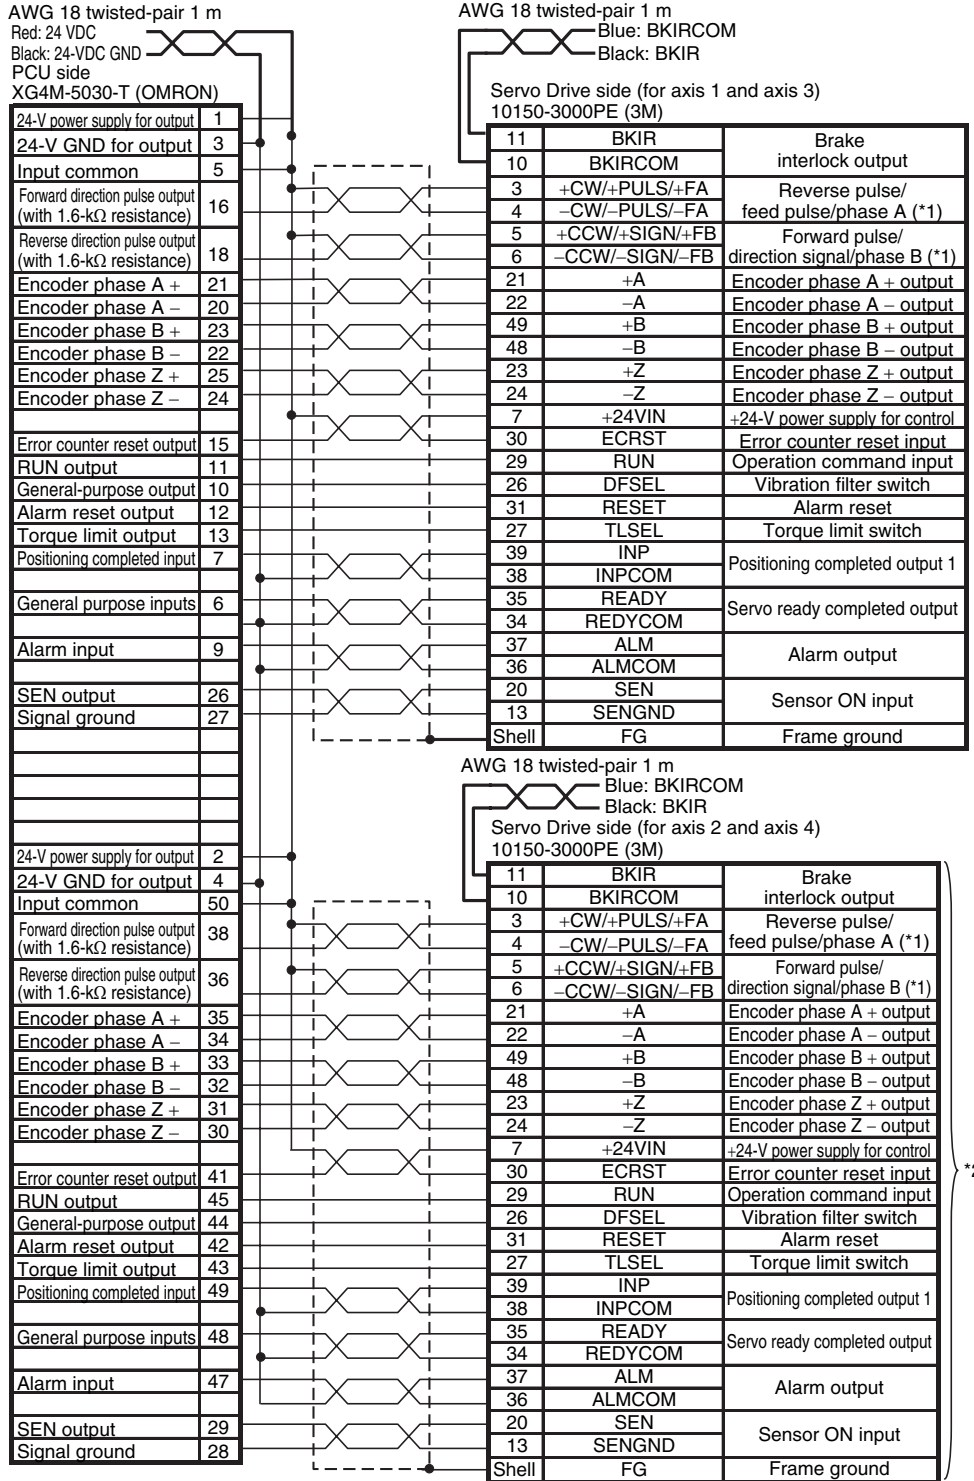 AWG 18 twisted-pair 1 m
Red: 24 VDC
Black: 24-VDC GND
PCU side
XG4M-5030-T (OMRON)
24-V power supply for output 1
24-V GND for output 3
Input common 5
Forward direction pulse output
(with 1.6-kΩ resistance) 16
Reverse direction pulse output
(with 1.6-kΩ resistance) 18
Encoder phase A + 21
Encoder phase A − 20
Encoder phase B + 23
Encoder phase B − 22
Encoder phase Z + 25
Encoder phase Z − 24
Error counter reset output 15
RUN output 11
General-purpose output 10
Alarm reset output 12
Torque limit output 13
Positioning completed input 7
General purpose inputs 6
Alarm input 9
SEN output 26
Signal ground 27
24-V power supply for output 2
24-V GND for output 4
Input common 50
Forward direction pulse output
(with 1.6-kΩ resistance) 38
Reverse direction pulse output
(with 1.6-kΩ resistance) 36
Encoder phase A + 35
Encoder phase A − 34
Encoder phase B + 33
Encoder phase B − 32
Encoder phase Z + 31
Encoder phase Z − 30
Error counter reset output 41
RUN output 45
General-purpose output 44
Alarm reset output 42
Torque limit output 43
Positioning completed input 49
General purpose inputs 48
Alarm input 47
SEN output 29
Signal ground 28
AWG 18 twisted-pair 1 m
Blue: BKIRCOM
Black: BKIR
Servo Drive side (for axis 1 and axis 3)
10150-3000PE (3M)
11 BKIR Brake
10 BKIRCOM interlock output
3 +CW/+PULS/+FA Reverse pulse/
4 −CW/−PULS/−FA feed pulse/phase A (*1)
5 +CCW/+SIGN/+FB Forward pulse/
6 −CCW/−SIGN/−FB direction signal/phase B (*1)
21 +A Encoder phase A + output
22 −A Encoder phase A − output
49 +B Encoder phase B + output
48 −B Encoder phase B − output
23 +Z Encoder phase Z + output
24 −Z Encoder phase Z − output
7 +24VIN +24-V power supply for control
30 ECRST Error counter reset input
29 RUN Operation command input
26 DFSEL Vibration filter switch
31 RESET Alarm reset
27 TLSEL Torque limit switch
39 INP Positioning completed output 1
38 INPCOM
35 READY Servo ready completed output
34 REDYCOM
37 ALM Alarm output
36 ALMCOM
20 SEN Sensor ON input
13 SENGND
Shell FG Frame ground
AWG 18 twisted-pair 1 m
Blue: BKIRCOM
Black: BKIR
Servo Drive side (for axis 2 and axis 4)
10150-3000PE (3M)
11 BKIR Brake
10 BKIRCOM interlock output
3 +CW/+PULS/+FA Reverse pulse/
4 −CW/−PULS/−FA feed pulse/phase A (*1)
5 +CCW/+SIGN/+FB Forward pulse/
6 −CCW/−SIGN/−FB direction signal/phase B (*1)
21 +A Encoder phase A + output
22 −A Encoder phase A − output
49 +B Encoder phase B + output
48 −B Encoder phase B − output
23 +Z Encoder phase Z + output
24 −Z Encoder phase Z − output
7 +24VIN +24-V power supply for control
30 ECRST Error counter reset input
29 RUN Operation command input
26 DFSEL Vibration filter switch
31 RESET Alarm reset
27 TLSEL Torque limit switch
39 INP Positioning completed output 1
38 INPCOM
35 READY Servo ready completed output
34 REDYCOM
37 ALM Alarm output
36 ALMCOM
20 SEN Sensor ON input
13 SENGND
Shell FG Frame ground